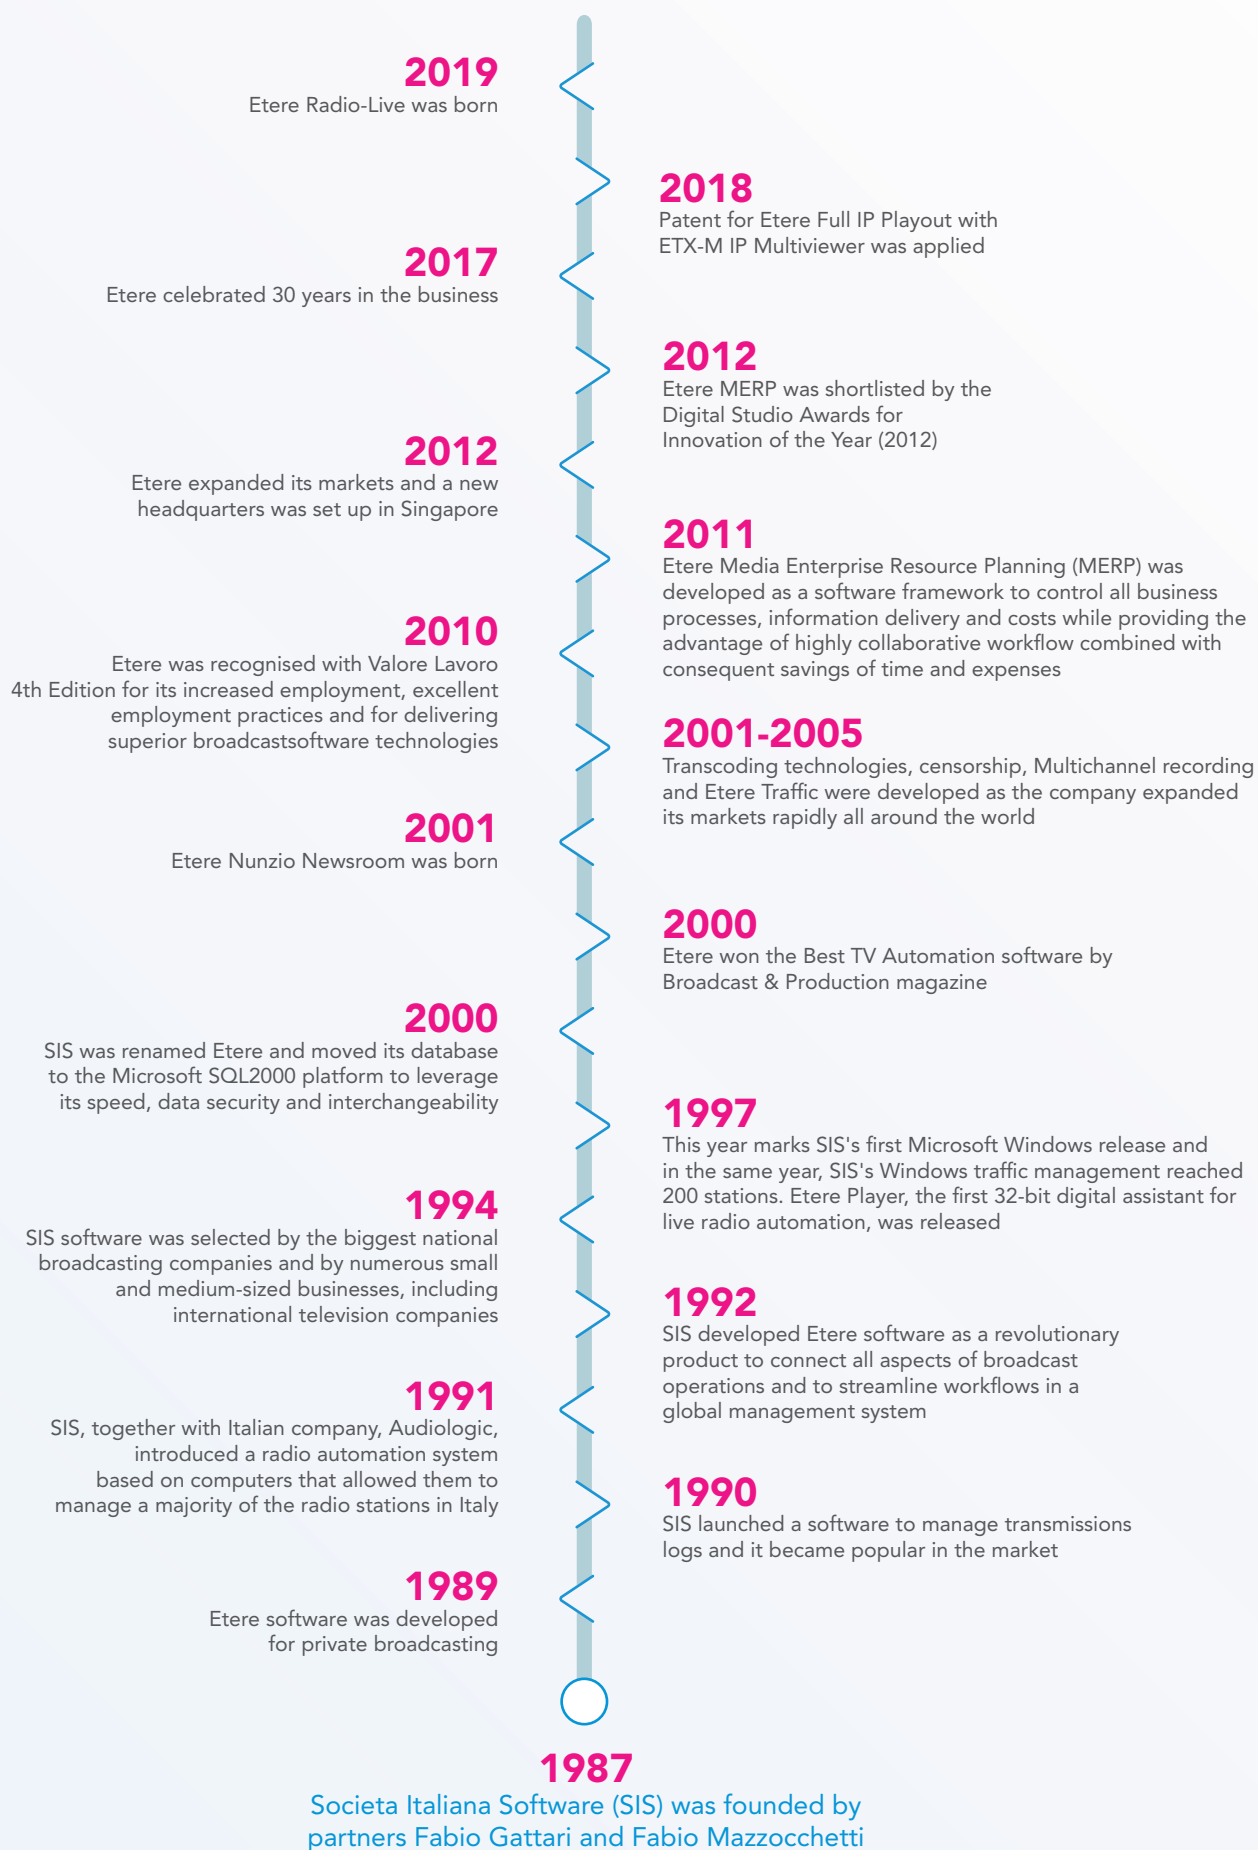 2019
Etere Radio-Live was born
2018
Patent for Etere Full IP Playout with
ETX-M IP Multiviewer was applied
2017
Etere celebrated 30 years in the business
2012
Etere MERP was shortlisted by the
Digital Studio Awards for
Innovation of the Year (2012)
2012
Etere expanded its markets and a new
headquarters was set up in Singapore
2011
Etere Media Enterprise Resource Planning (MERP) was
developed as a software framework to control all business
processes, information delivery and costs while providing the
advantage of highly collaborative workflow combined with
consequent savings of time and expenses
2010
Etere was recognised with Valore Lavoro
4th Edition for its increased employment, excellent
employment practices and for delivering
superior broadcastsoftware technologies
2001-2005
Transcoding technologies, censorship, Multichannel recording
and Etere Traffic were developed as the company expanded
its markets rapidly all around the world
2001
Etere Nunzio Newsroom was born
2000
Etere won the Best TV Automation software by
Broadcast & Production magazine
2000
SIS was renamed Etere and moved its database
to the Microsoft SQL2000 platform to leverage
its speed, data security and interchangeability
1997
This year marks SIS's first Microsoft Windows release and
in the same year, SIS's Windows traffic management reached
200 stations. Etere Player, the first 32-bit digital assistant for
live radio automation, was released
1994
SIS software was selected by the biggest national
broadcasting companies and by numerous small
and medium-sized businesses, including
international television companies
1992
SIS developed Etere software as a revolutionary
product to connect all aspects of broadcast
operations and to streamline workflows in a
global management system
1991
SIS, together with Italian company, Audiologic,
introduced a radio automation system
based on computers that allowed them to
manage a majority of the radio stations in Italy
1990
SIS launched a software to manage transmissions
logs and it became popular in the market
1989
Etere software was developed
for private broadcasting
1987
Societa Italiana Software (SIS) was founded by
partners Fabio Gattari and Fabio Mazzocchetti